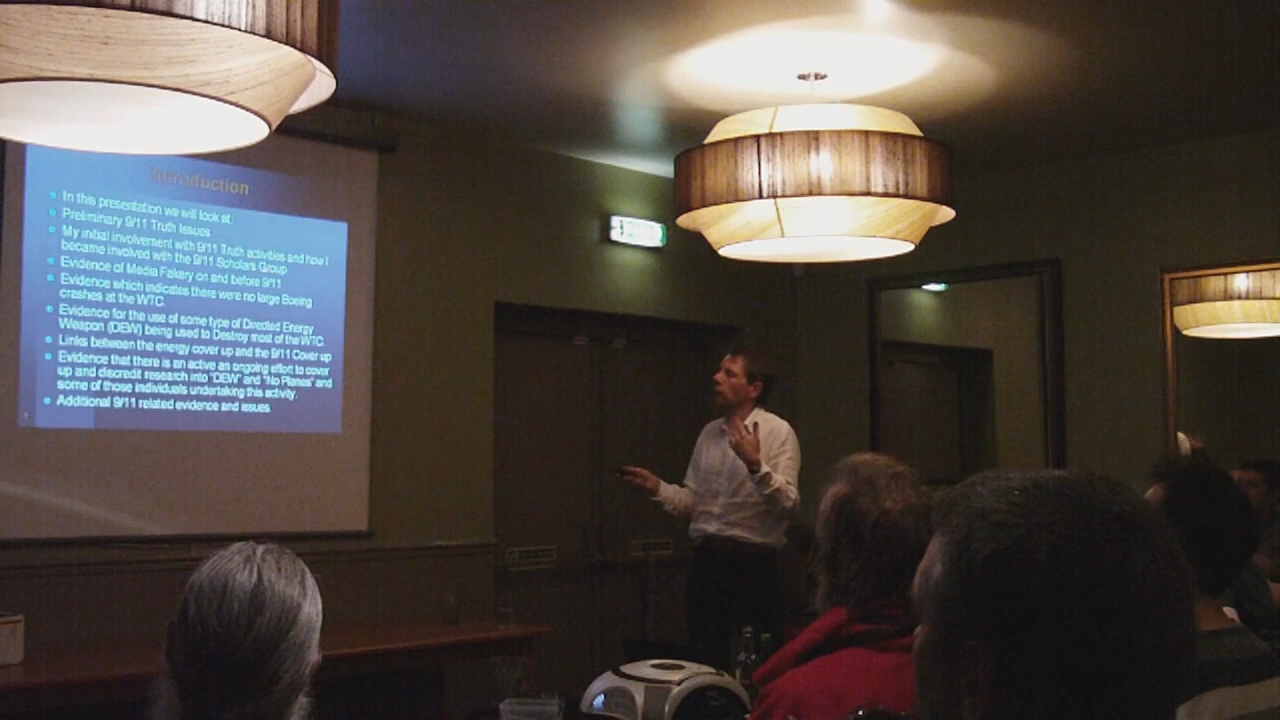 Introduction
In this presentation we will look at:
Preliminary 9/11 Truth Issues
My initial involvement with 9/11 Truth activities and how I
became involved with the 9/11 Scholars Group
Evidence of Media Fakery on and before 9/11
Evidence which indicates there were no large Boeing
crashes at the WTC.
Evidence for the use of some type of Directed Energy
Weapon (DEW) being used to Destroy most of the WTC.
Links between the energy cover up and the 9/11 Cover up
Evidence that there is an active an ongoing effort to cover
up and discredit research into "DEW" and "No Planes" and
some of those individuals undertaking this activity.
Additional 9/11 related evidence and issues.